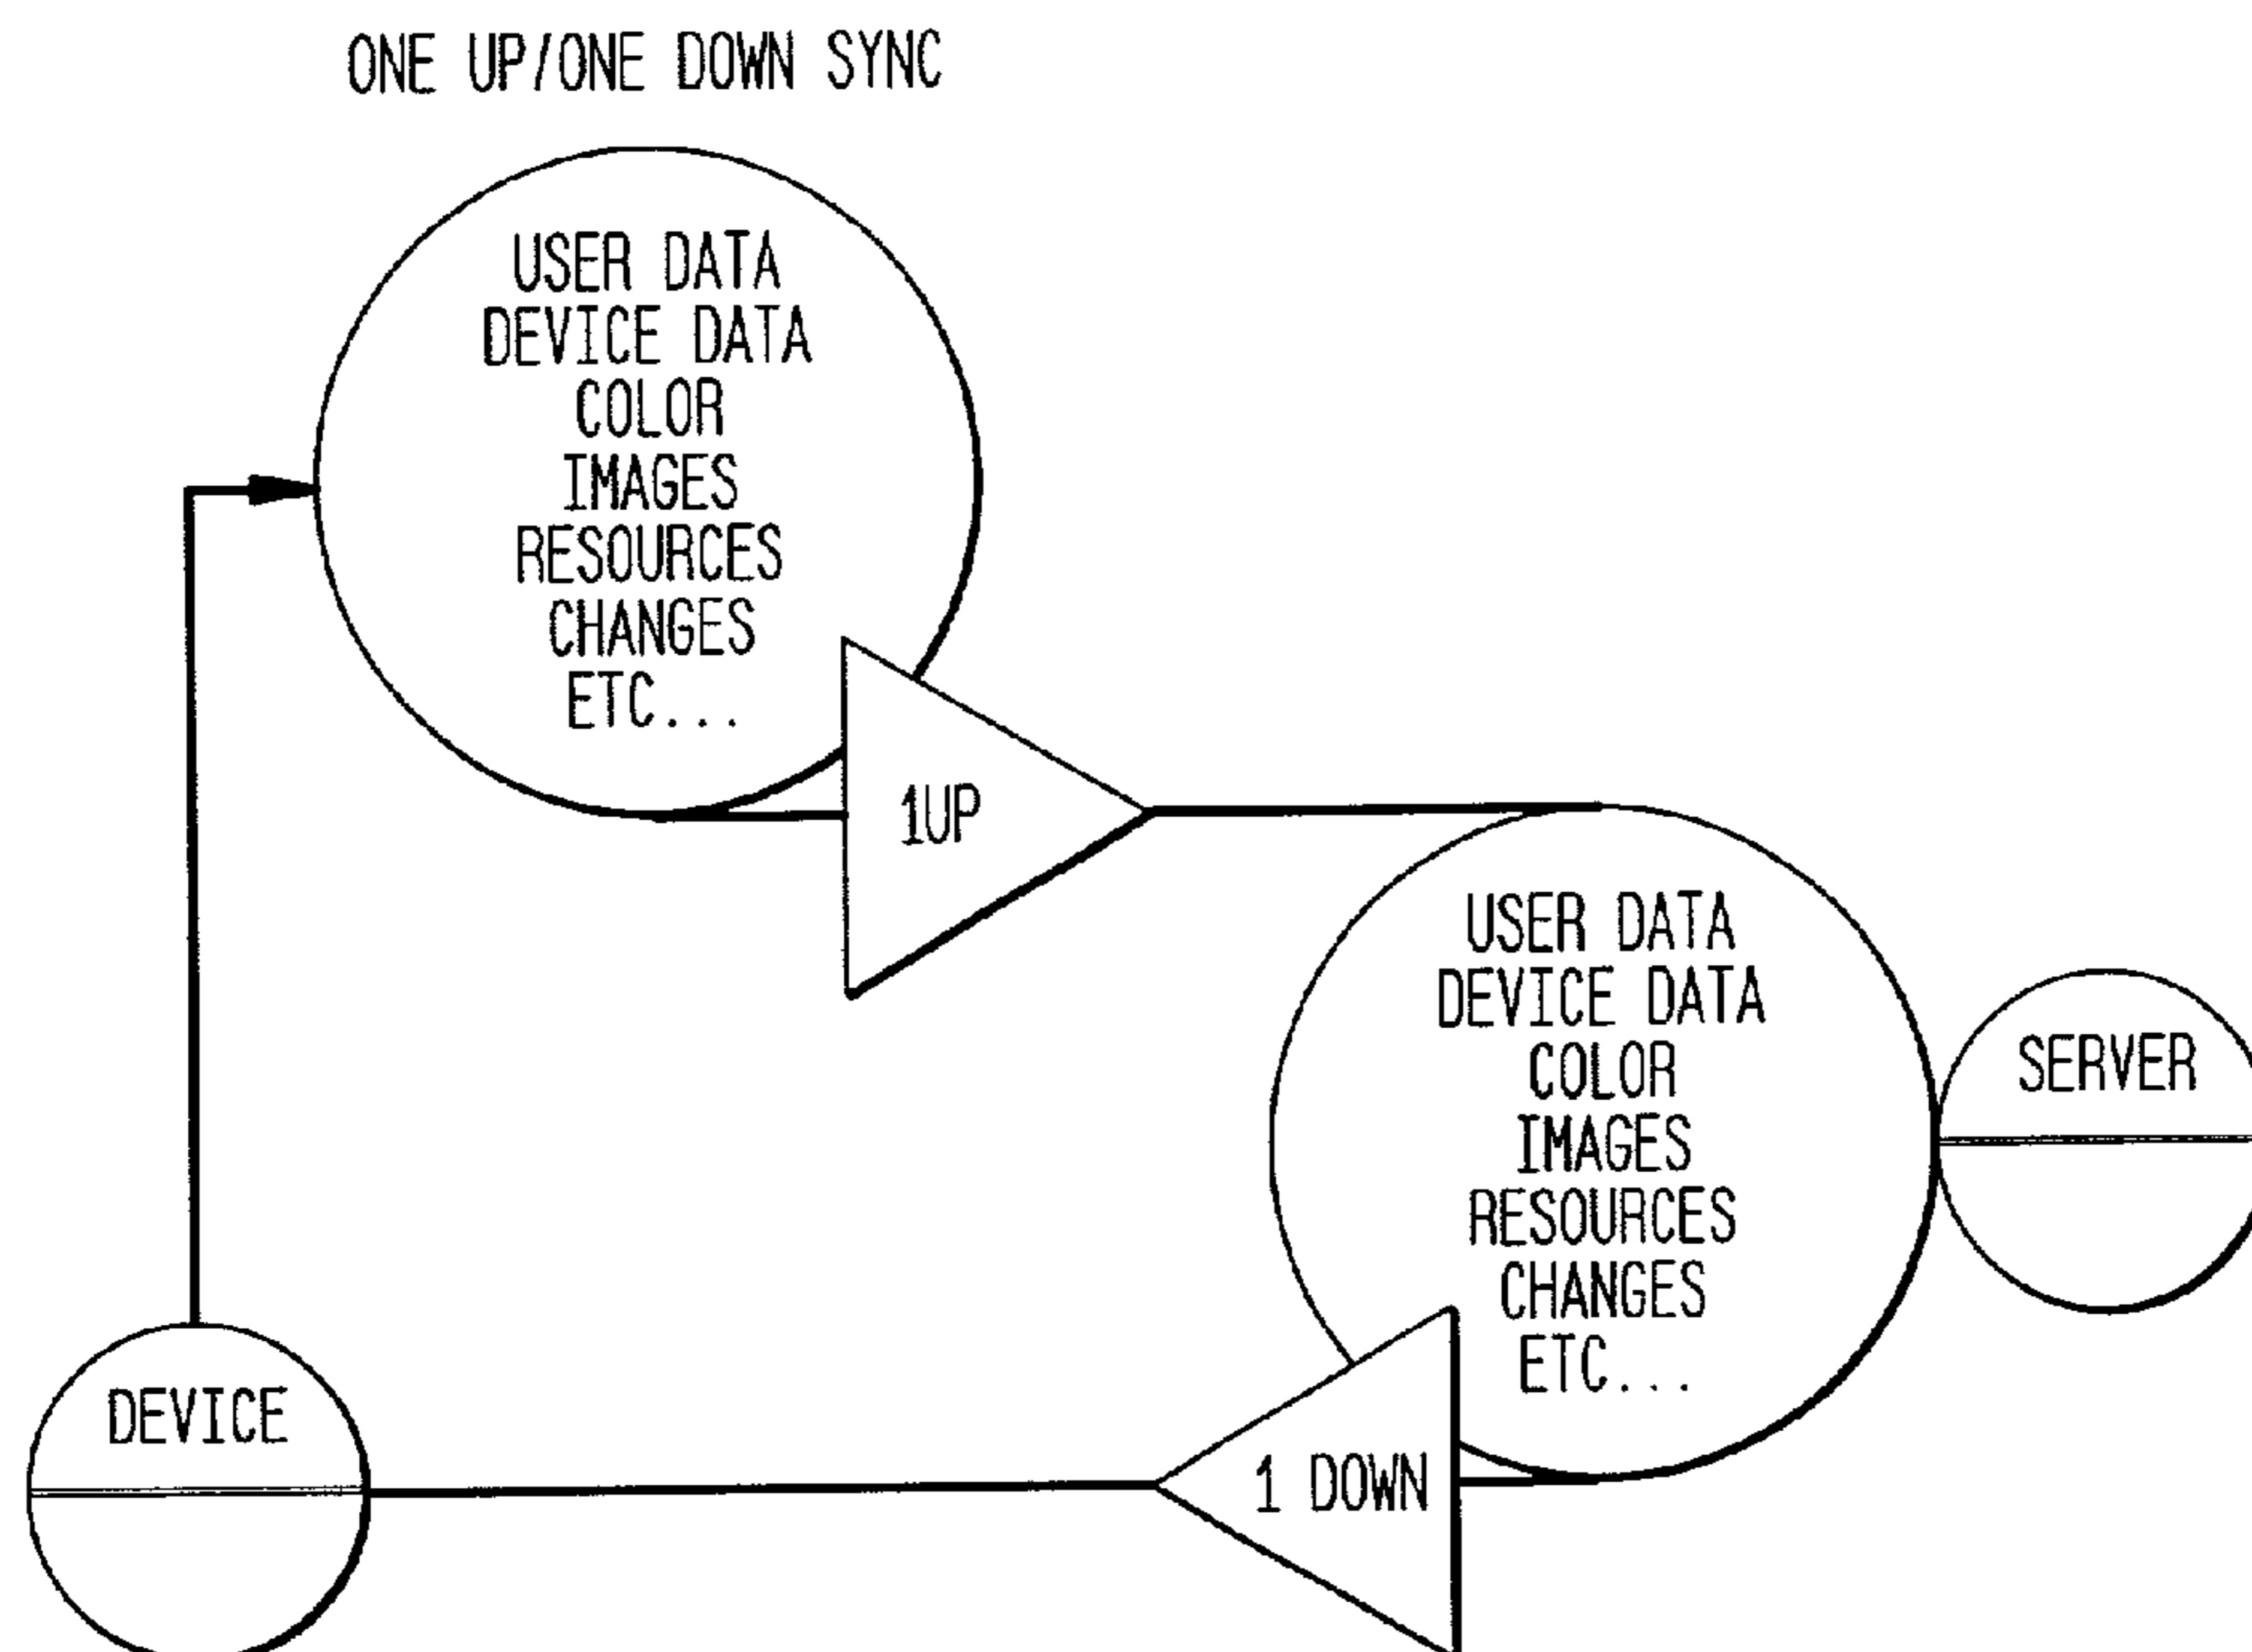 ONE UP/ONE DOWN SYNC
USER DATA
DEVICE DATA
COLOR
IMAGES
RESOURCES
CHANGES
ETC...
1UP
USER DATA
DEVICE DATA
COLOR
IMAGES
RESOURCES
CHANGES
ETC...
SERVER
DEVICE
1 DOWN